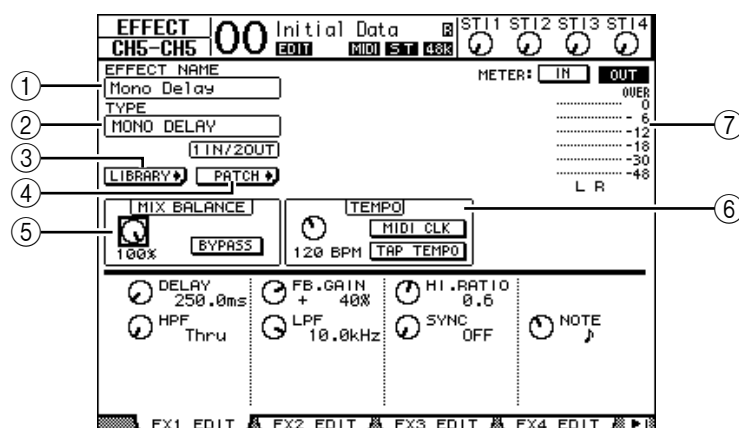 EFFECT
CH5-CH5
00 Initial Data R
EDIT MIDI ST 48K
STI1 STI2 STI3 STI4
EFFECT NAME
Mono Delay
METER: IN OUT
TYPE
MONO DELAY
1IN/2OUT
LIBRARY PATCH
OVER
0
- 6
-12
-18
-30
-48
L R
MIX BALANCE
100%
BYPASS
TEMPO
120 BPM
MIDI CLK
TAP TEMPO
DELAY
250.0ms
FB.GAIN
+ 40%
HI.RATIO
0.6
HPF
Thru
LPF
10.0kHz
SYNC
OFF
NOTE
♪
FX1 EDIT FX2 EDIT FX3 EDIT FX4 EDIT
1
2
3
4
5
6
7